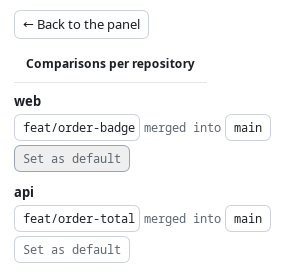 ← Back to the panel
Comparisons per repository
web
feat/order-badge merged into main
Set as default
api
feat/order-total merged into main
Set as default